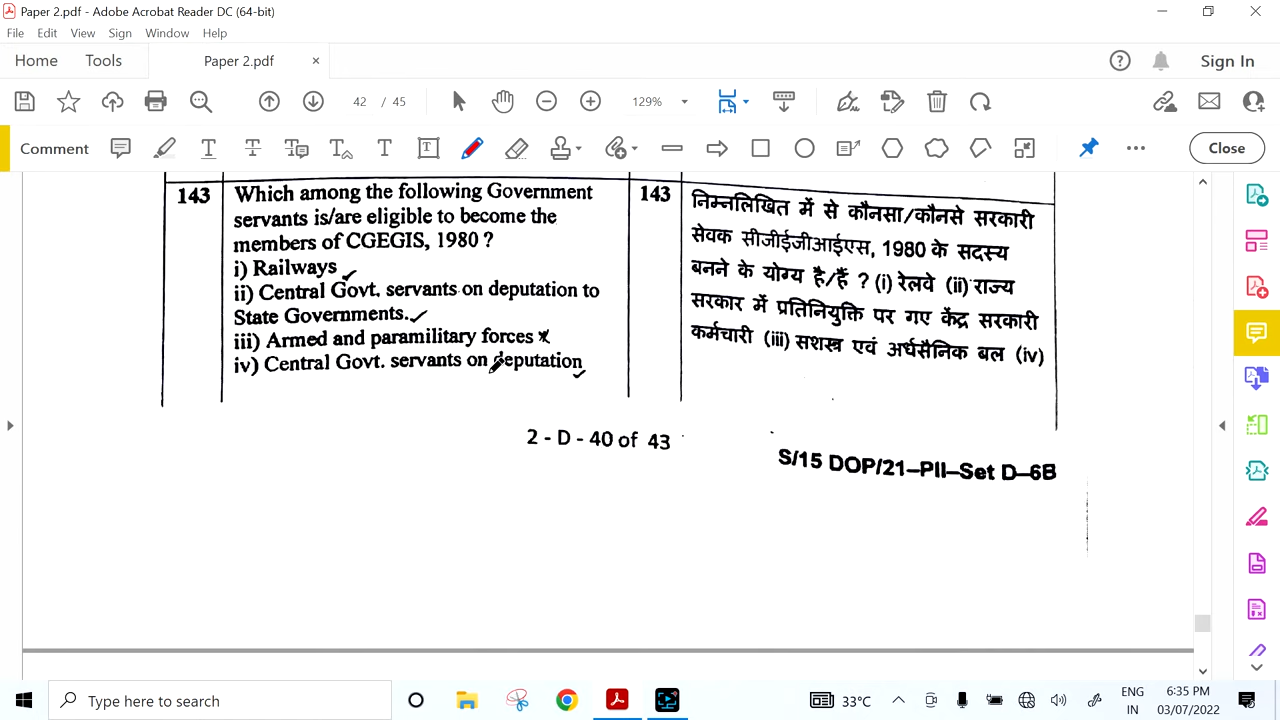 Paper 2.pdf - Adobe Acrobat Reader DC (64-bit)
File Edit View Sign Window Help
Home Tools Paper 2.pdf × Sign In
42 / 45 129%
Comment Close
143 Which among the following Government
servants is/are eligible to become the
members of CGEGIS, 1980 ?
i) Railways
ii) Central Govt. servants on deputation to
State Governments.
iii) Armed and paramilitary forces
iv) Central Govt. servants on deputation
143 निम्नलिखित में से कौनसा/कौनसे सरकारी
सेवक सीजीईजीआईएस, 1980 के सदस्य
बनने के योग्य है/हैं ? (i) रेलवे (ii) राज्य
सरकार में प्रतिनियुक्ति पर गए केंद्र सरकारी
कर्मचारी (iii) सशस्त्र एवं अर्धसैनिक बल (iv)
2 - D - 40 of 43
S/15 DOP/21–PII–Set D–6B
Type here to search
33°C
ENG
IN
6:35 PM
03/07/2022